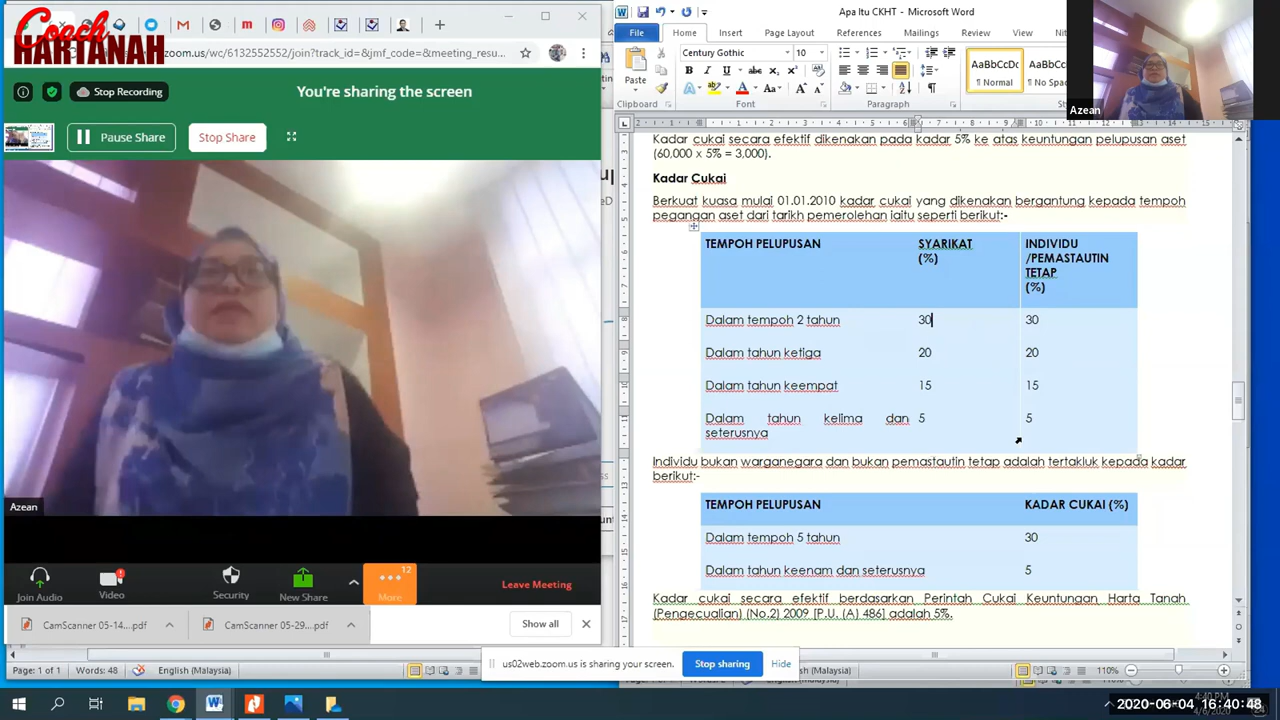 Coach
HARTANAH
zoom.us/wc/6132552552/join?track_id=&jmf_code=&meeting_resu...
Stop Recording
You're sharing the screen
Pause Share
Stop Share
Azean
Join Audio
Video
Security
New Share
12
More
Leave Meeting
CamScanner 05-14....pdf
CamScanner 05-29....pdf
Show all
Page: 1 of 1
Words: 48
English (Malaysia)
us02web.zoom.us is sharing your screen.
Stop sharing
Hide
Apa Itu CKHT - Microsoft Word
File
Home
Insert
Page Layout
References
Mailings
Review
View
Azean
Paste
Century Gothic
10
AaBbCcDc
¶ Normal
AaBbCcDc
¶ No Spa
Clipboard
Font
Paragraph
Kadar cukai secara efektif dikenakan pada kadar 5% ke atas keuntungan pelupusan aset
(60,000 x 5% = 3,000).
Kadar Cukai
Berkuat kuasa mulai 01.01.2010 kadar cukai yang dikenakan bergantung kepada tempoh
pegangan aset dari tarikh pemerolehan iaitu seperti berikut:-
TEMPOH PELUPUSAN
SYARIKAT
(%)
INDIVIDU
/PEMASTAUTIN
TETAP
(%)
Dalam tempoh 2 tahun 30 30
Dalam tahun ketiga 20 20
Dalam tahun keempat 15 15
Dalam tahun kelima dan 5 5
seterusnya
Individu bukan warganegara dan bukan pemastautin tetap adalah tertakluk kepada kadar
berikut:-
TEMPOH PELUPUSAN KADAR CUKAI (%)
Dalam tempoh 5 tahun 30
Dalam tahun keenam dan seterusnya 5
Kadar cukai secara efektif berdasarkan Perintah Cukai Keuntungan Harta Tanah
(Pengecualian) (No.2) 2009 [P.U. (A) 486] adalah 5%.
110%
110%
4:40 PM
2020-06-04 16:40:48